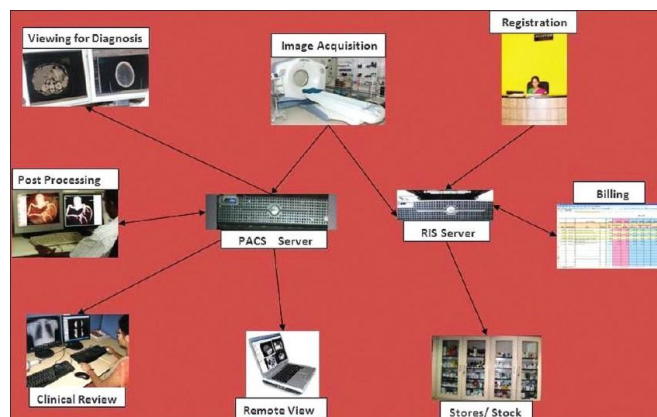 Viewing for Diagnosis
Image Acquisition
Registration
Post Processing
PACS Server
RIS Server
Billing
Clinical Review
Remote View
Stores/ Stock